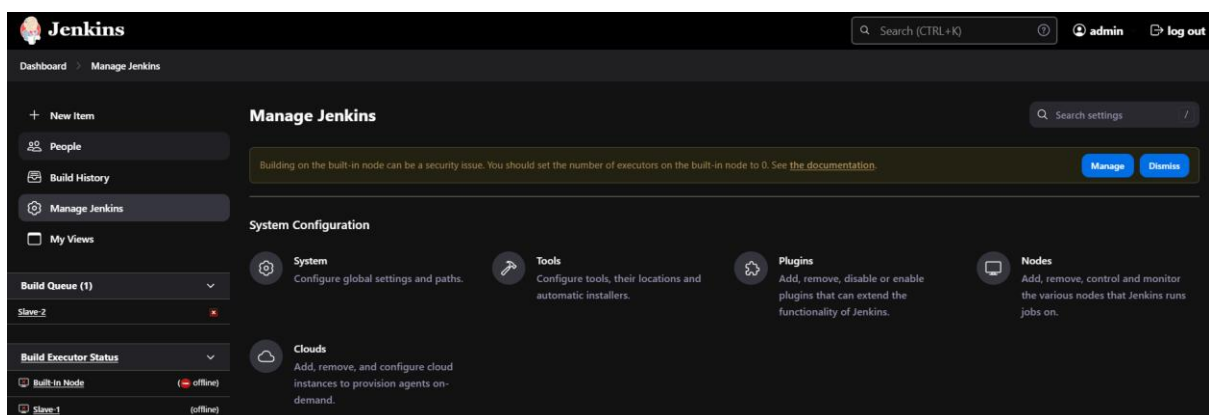 Jenkins
Search (CTRL+K)
admin
log out
Dashboard > Manage Jenkins
New Item
People
Build History
Manage Jenkins
My Views
Build Queue (1)
Slave-2
Build Executor Status
Built-In Node (offline)
Slave-1 (offline)
Manage Jenkins
Search settings /
Building on the built-in node can be a security issue. You should set the number of executors on the built-in node to 0. See the documentation.
Manage
Dismiss
System Configuration
System
Configure global settings and paths.
Tools
Configure tools, their locations and
automatic installers.
Plugins
Add, remove, disable or enable
plugins that can extend the
functionality of Jenkins.
Nodes
Add, remove, control and monitor
the various nodes that Jenkins runs
jobs on.
Clouds
Add, remove, and configure cloud
instances to provision agents on-
demand.